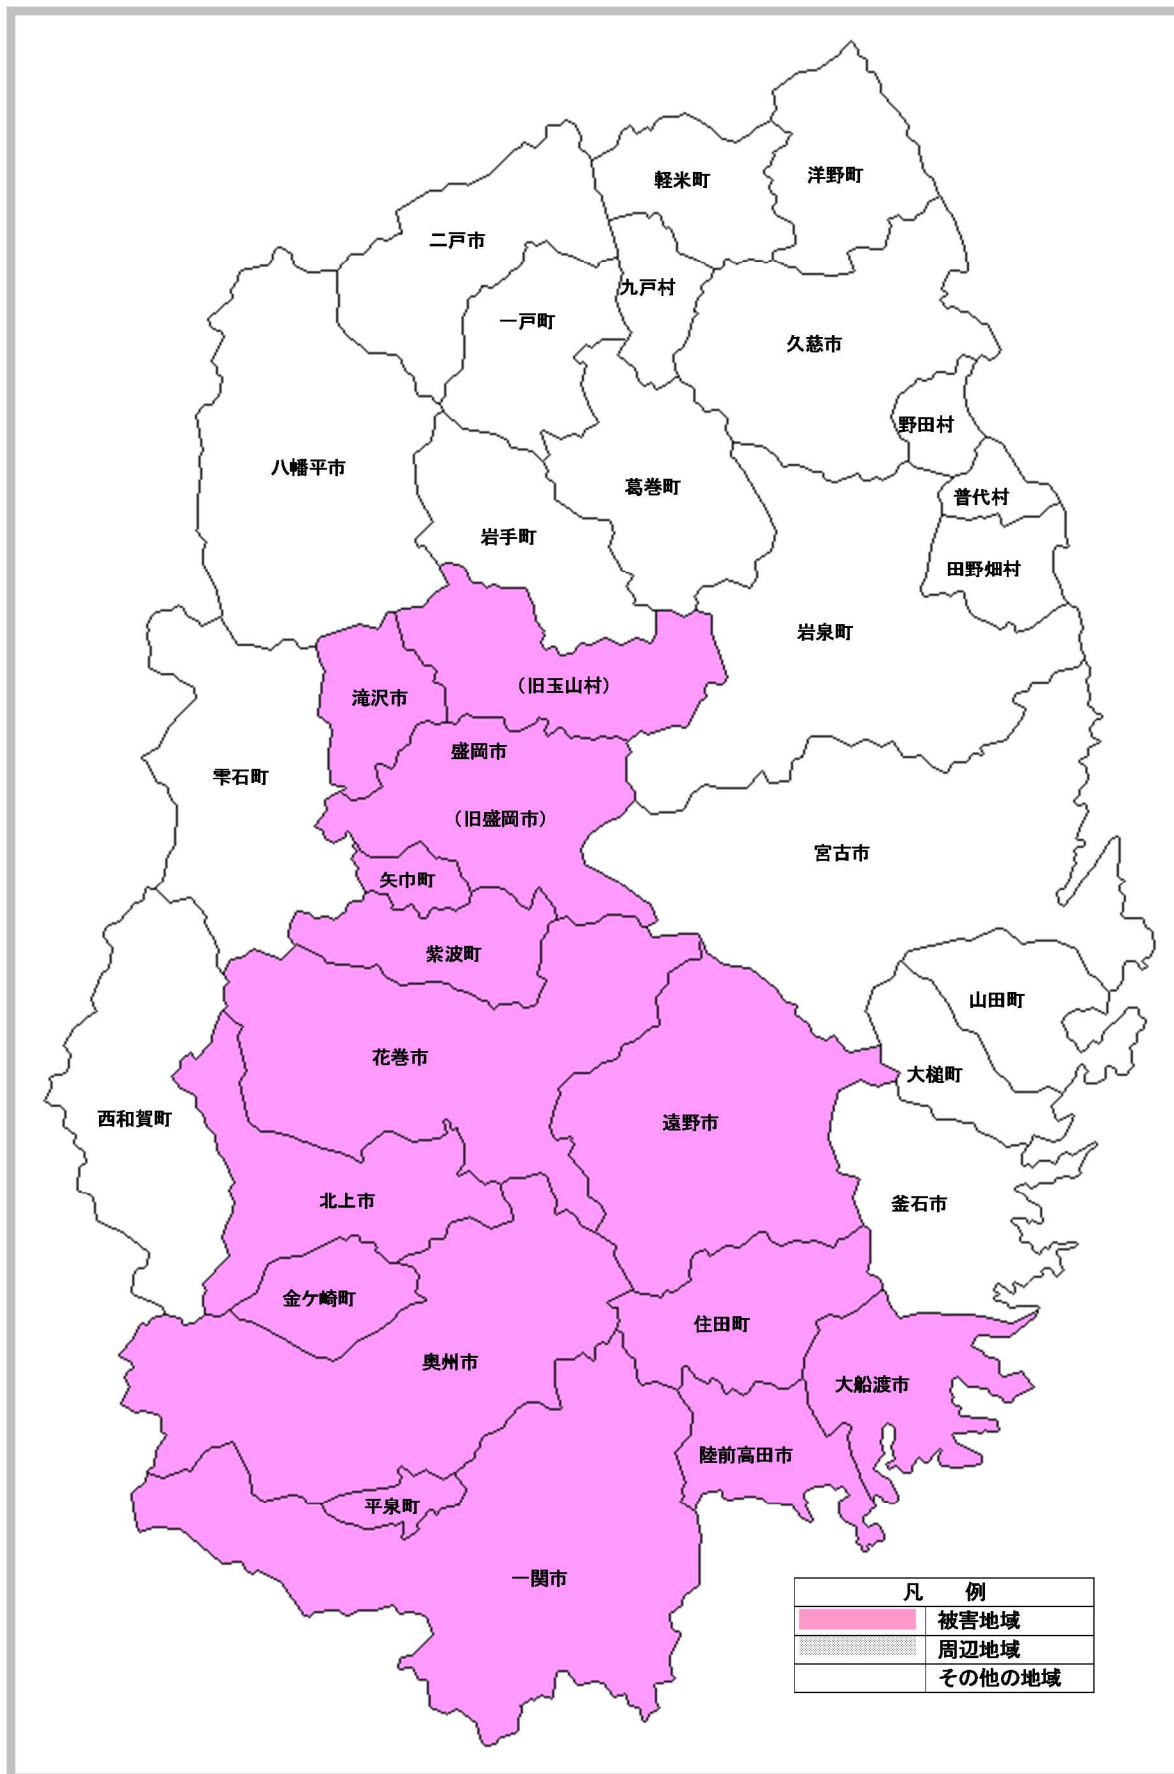 洋野町
軽米町
二戸市
九戸村
一戸町
久慈市
野田村
八幡平市
葛巻町
普代村
岩手町
田野畑村
岩泉町
（旧玉山村）
滝沢市
盛岡市
雫石町
（旧盛岡市）
宮古市
矢巾町
紫波町
山田町
花巻市
大槌町
西和賀町
遠野市
北上市
釜石市
金ケ崎町
住田町
奥州市
大船渡市
陸前高田市
平泉町
一関市
凡　例
被害地域
周辺地域
その他の地域